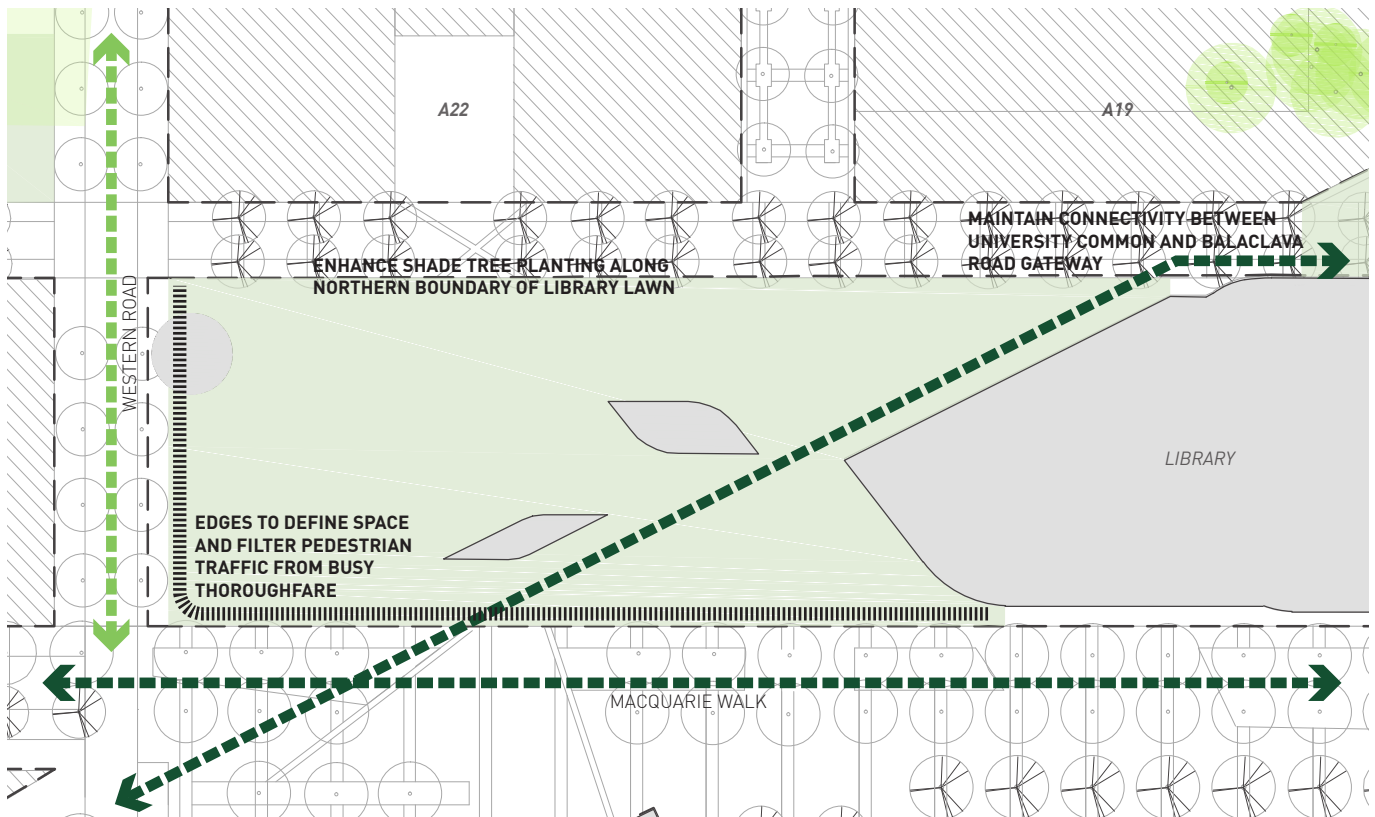 A22
A19
MAINTAIN CONNECTIVITY BETWEEN
UNIVERSITY COMMON AND BALACLAVA
ROAD GATEWAY
ENHANCE SHADE TREE PLANTING ALONG
NORTHERN BOUNDARY OF LIBRARY LAWN
WESTERN ROAD
LIBRARY
EDGES TO DEFINE SPACE
AND FILTER PEDESTRIAN
TRAFFIC FROM BUSY
THOROUGHFARE
MACQUARIE WALK